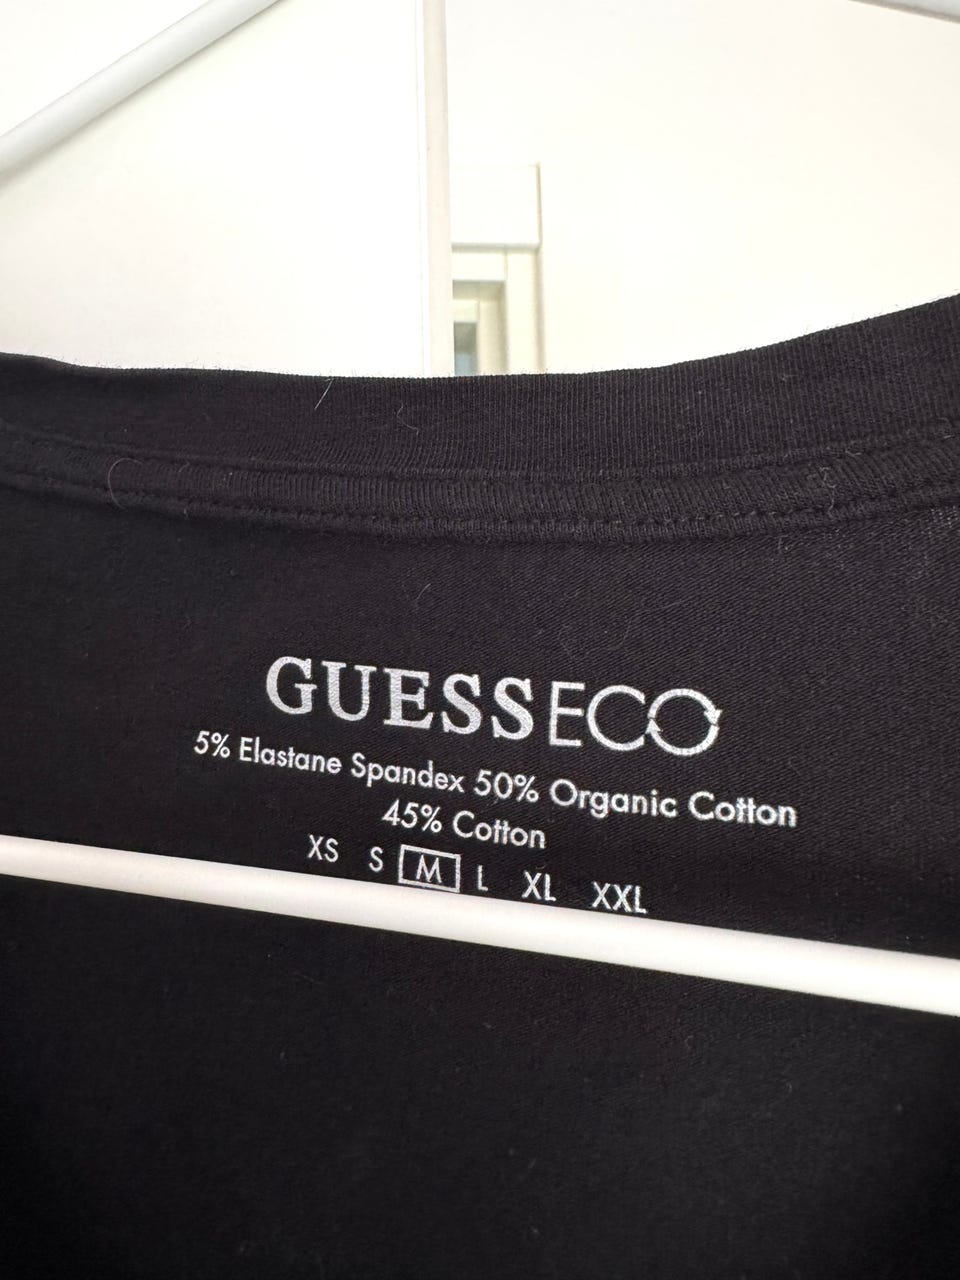 GUESSECO
5% Elastane Spandex 50% Organic Cotton
45% Cotton
XS S M L XL XXL